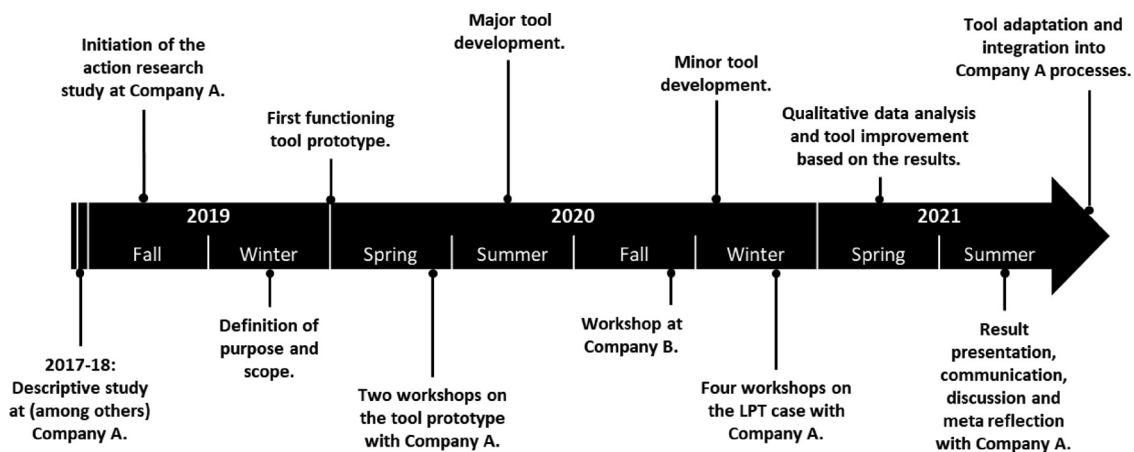 Initiation of the
action research
study at Company A.
First functioning
tool prototype.
Major tool
development.
Minor tool
development.
Qualitative data analysis
and tool improvement
based on the results.
Tool adaptation and
integration into
Company A processes.
2019
2020
2021
Fall
Winter
Spring
Summer
Fall
Winter
Spring
Summer
2017-18:
Descriptive study
at (among others)
Company A.
Definition of
purpose and
scope.
Two workshops on
the tool prototype
with Company A.
Workshop at
Company B.
Four workshops on
the LPT case with
Company A.
Result
presentation,
communication,
discussion and
meta reflection
with Company A.